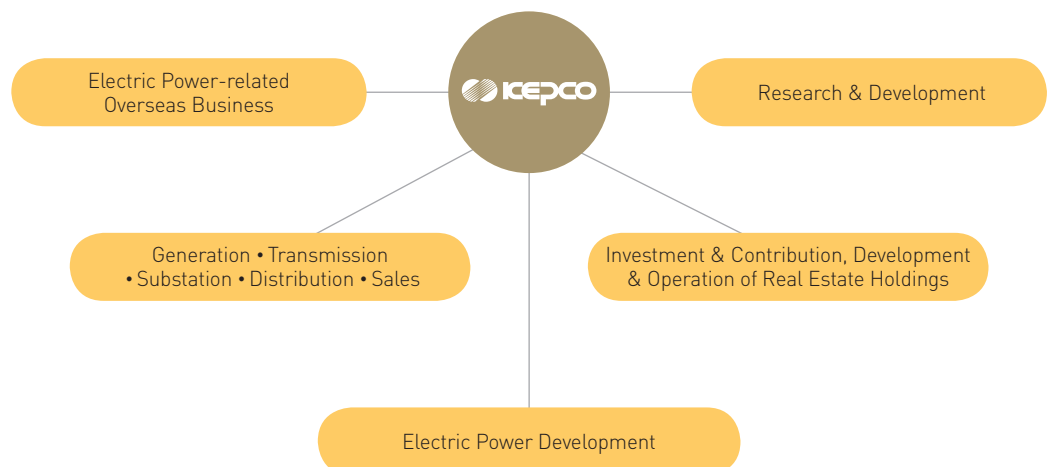 KEPCO
Electric Power-related
Overseas Business
Research & Development
Generation • Transmission
• Substation • Distribution • Sales
Investment & Contribution, Development
& Operation of Real Estate Holdings
Electric Power Development